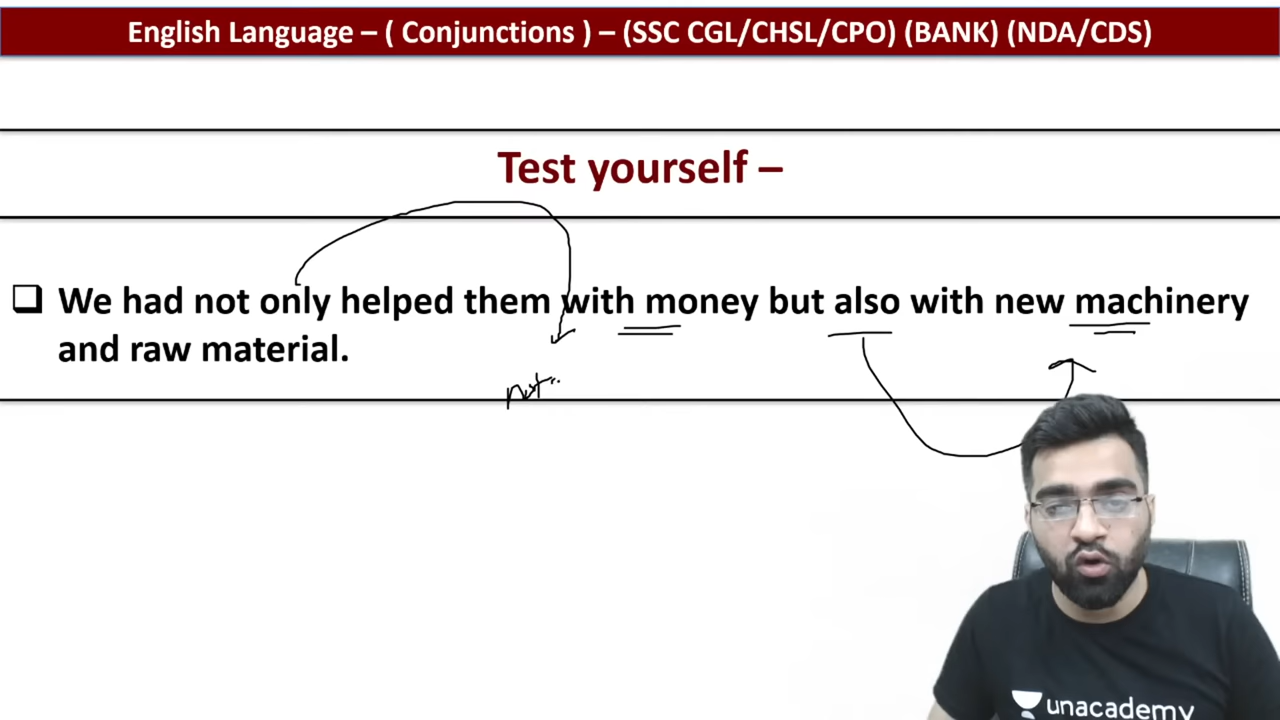 English Language – ( Conjunctions ) – (SSC CGL/CHSL/CPO) (BANK) (NDA/CDS)
Test yourself –
❑ We had not only helped them with money but also with new machinery
and raw material.
not..
unacademy